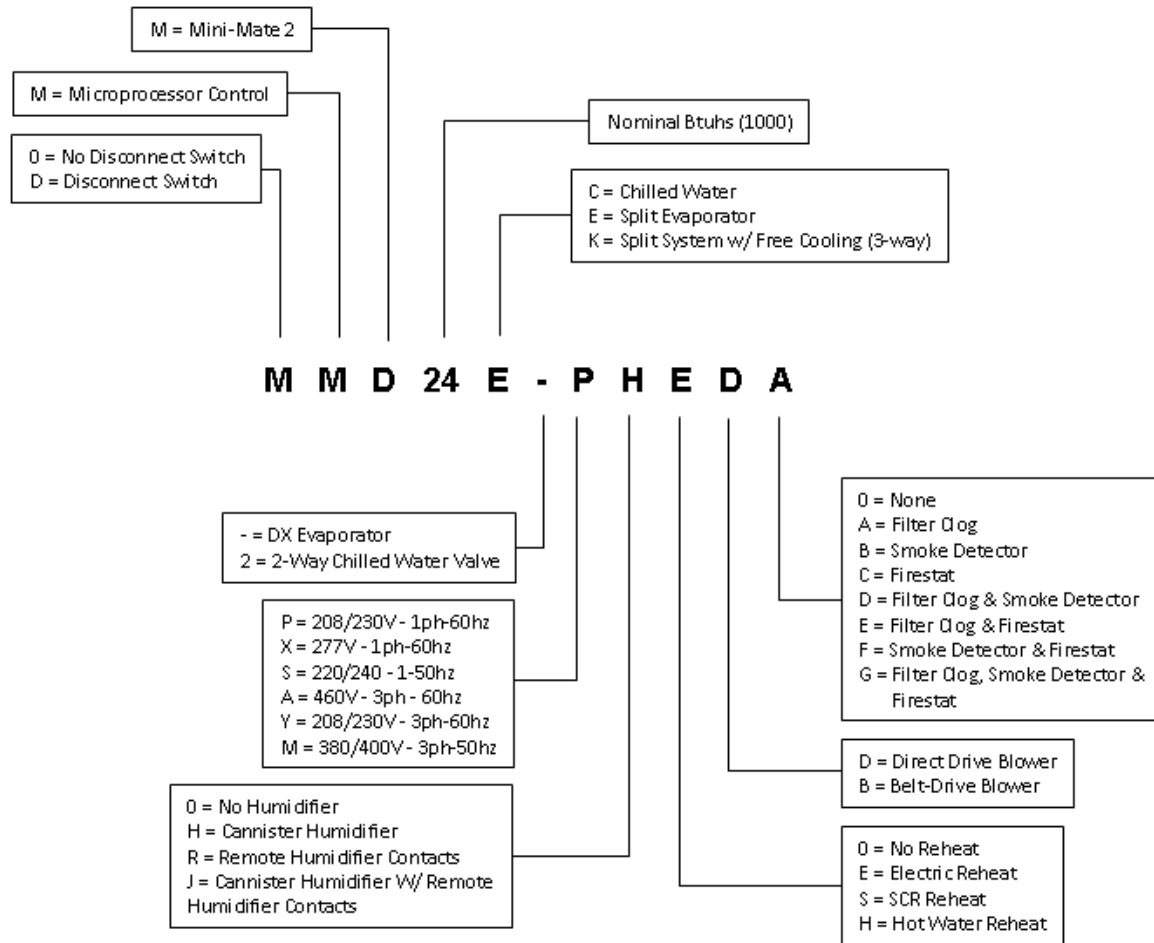 M = Mini-Mate 2
M = Microprocessor Control
0 = No Disconnect Switch
D = Disconnect Switch
Nominal Btuhs (1000)
C = Chilled Water
E = Split Evaporator
K = Split System w/ Free Cooling (3-way)
M M D 24 E - P H E D A
- = DX Evaporator
2 = 2-Way Chilled Water Valve
P = 208/230V - 1ph-60hz
X = 277V - 1ph-60hz
S = 220/240 - 1-50hz
A = 460V - 3ph - 60hz
Y = 208/230V - 3ph-60hz
M = 380/400V - 3ph-50hz
0 = No Humidifier
H = Cannister Humidifier
R = Remote Humidifier Contacts
J = Cannister Humidifier W/ Remote
Humidifier Contacts
0 = None
A = Filter Clog
B = Smoke Detector
C = Firestat
D = Filter Clog & Smoke Detector
E = Filter Clog & Firestat
F = Smoke Detector & Firestat
G = Filter Clog, Smoke Detector &
Firestat
D = Direct Drive Blower
B = Belt-Drive Blower
0 = No Reheat
E = Electric Reheat
S = SCR Reheat
H = Hot Water Reheat